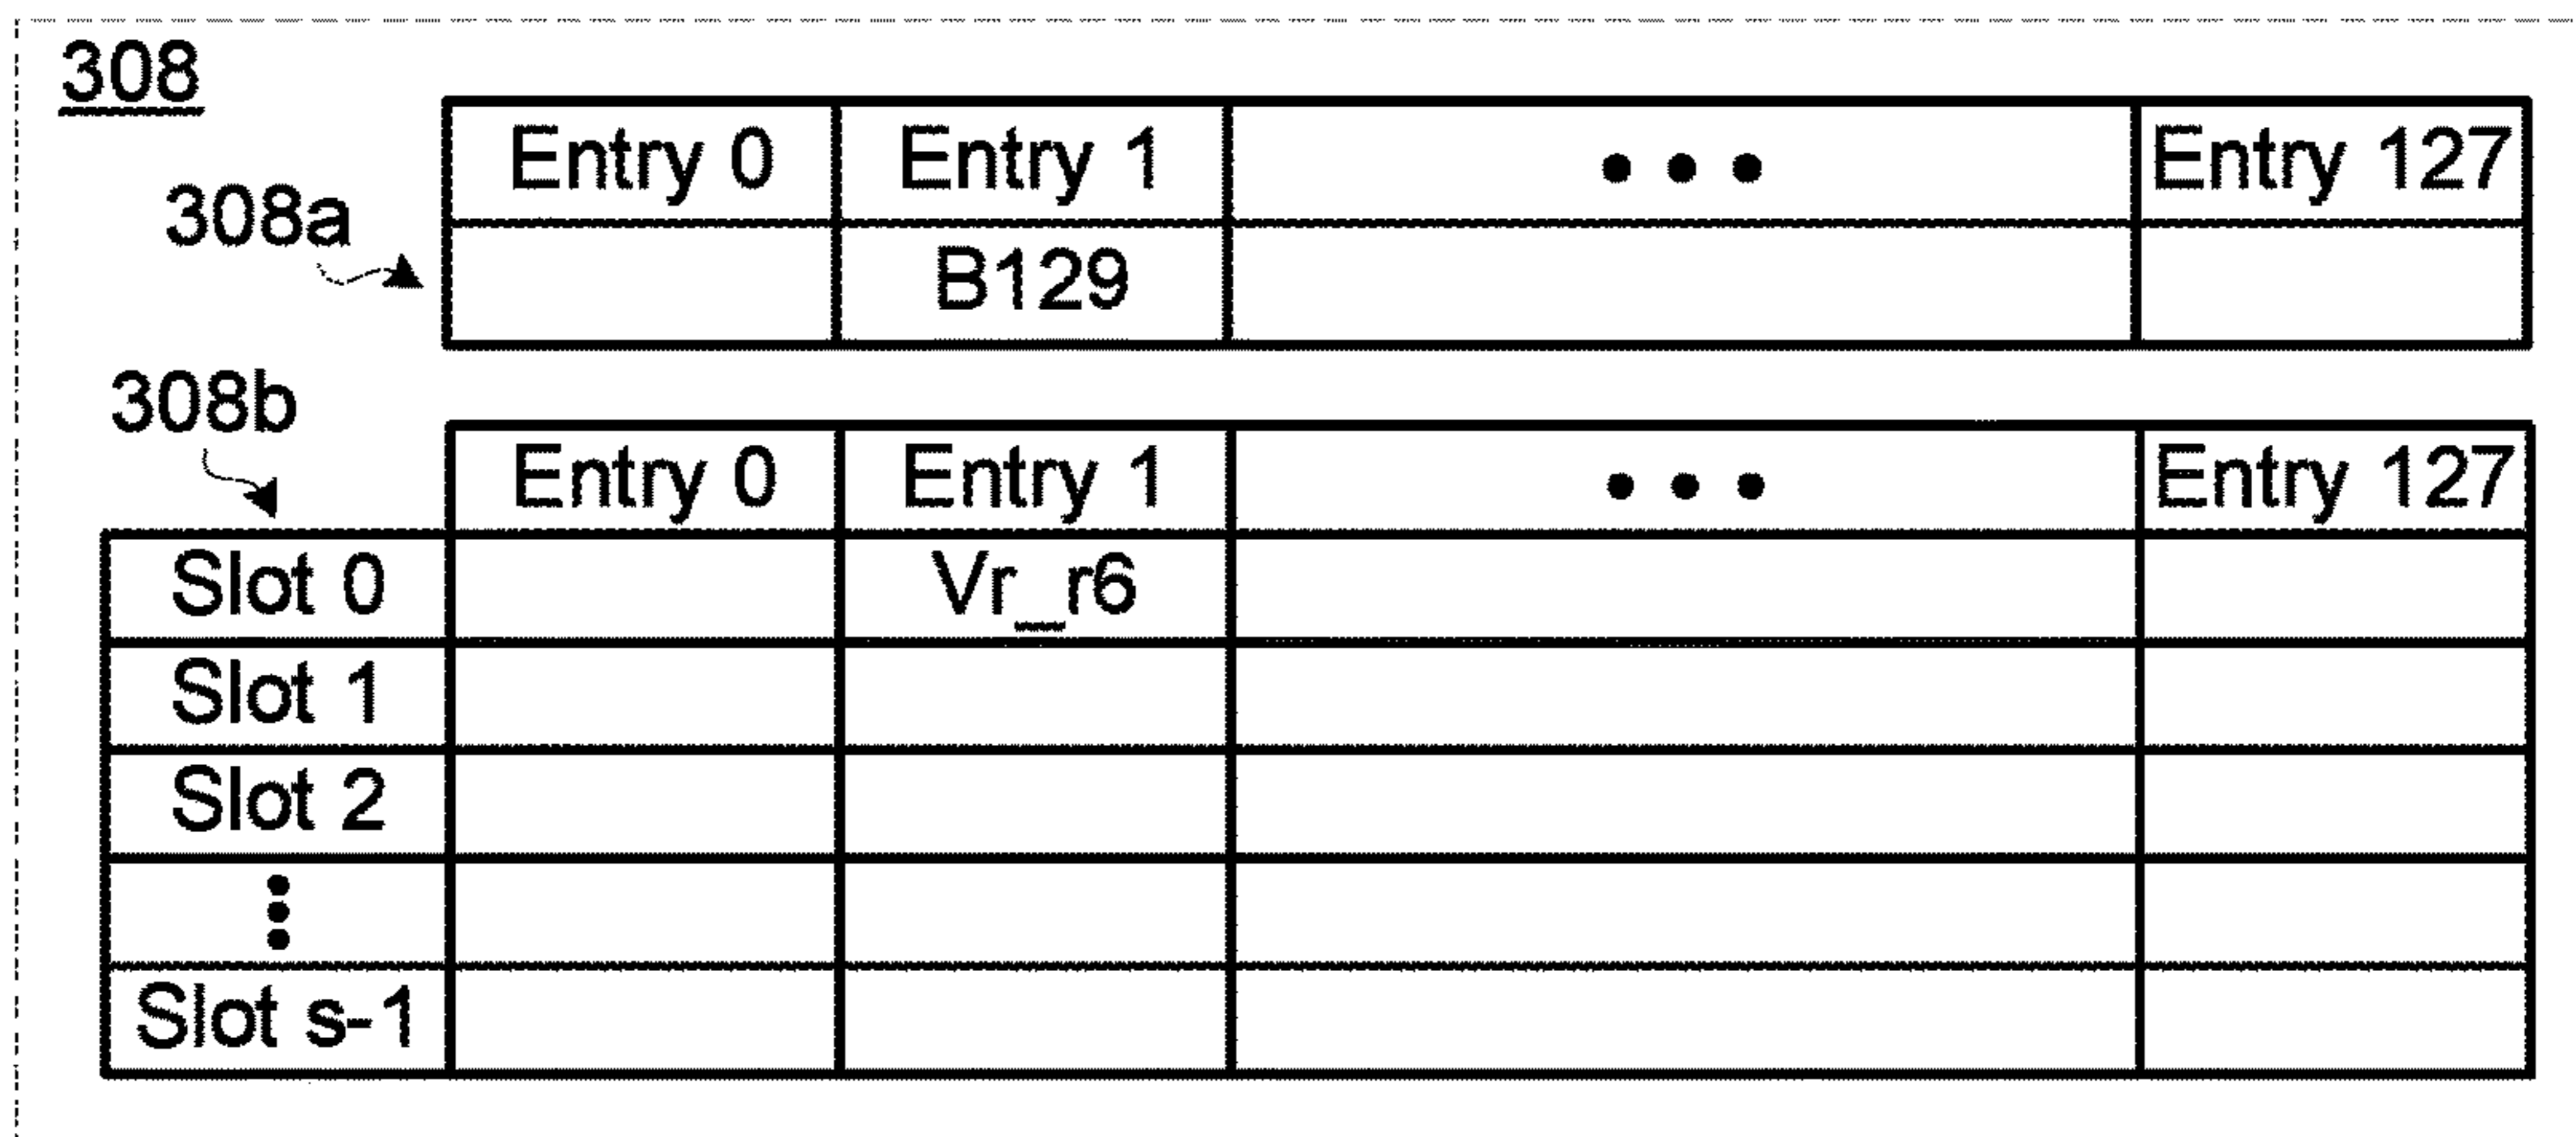 308
Entry 0 Entry 1 ••• Entry 127
308a
B129
308b
Entry 0 Entry 1 ••• Entry 127
Slot 0 Vr_r6
Slot 1
Slot 2
Slot s-1